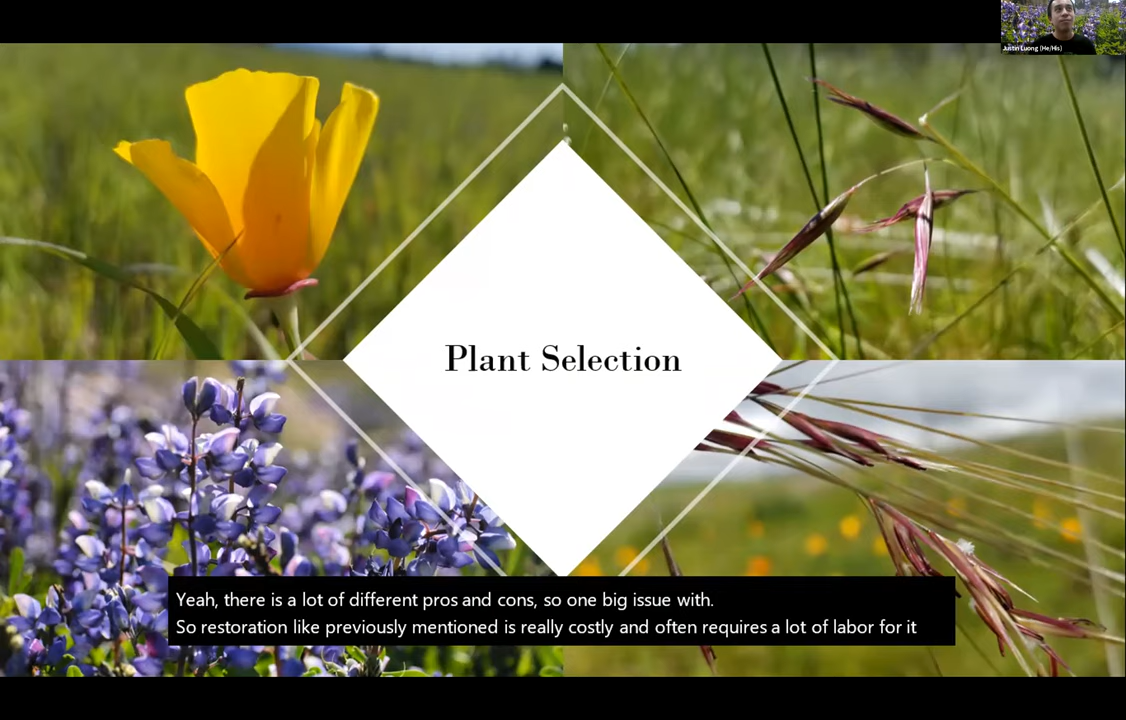 Justin Luong (He/His)
Plant Selection
Yeah, there is a lot of different pros and cons, so one big issue with.
So restoration like previously mentioned is really costly and often requires a lot of labor for it